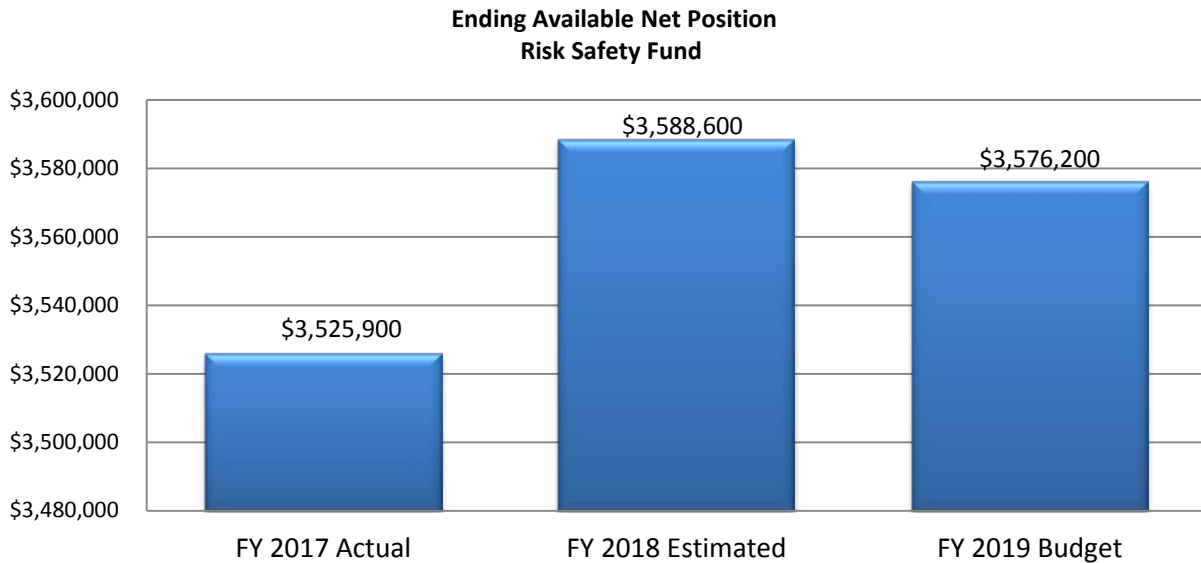 Ending Available Net Position
Risk Safety Fund
$3,600,000
$3,580,000
$3,560,000
$3,540,000
$3,520,000
$3,500,000
$3,480,000
$3,525,900
$3,588,600
$3,576,200
FY 2017 Actual
FY 2018 Estimated
FY 2019 Budget